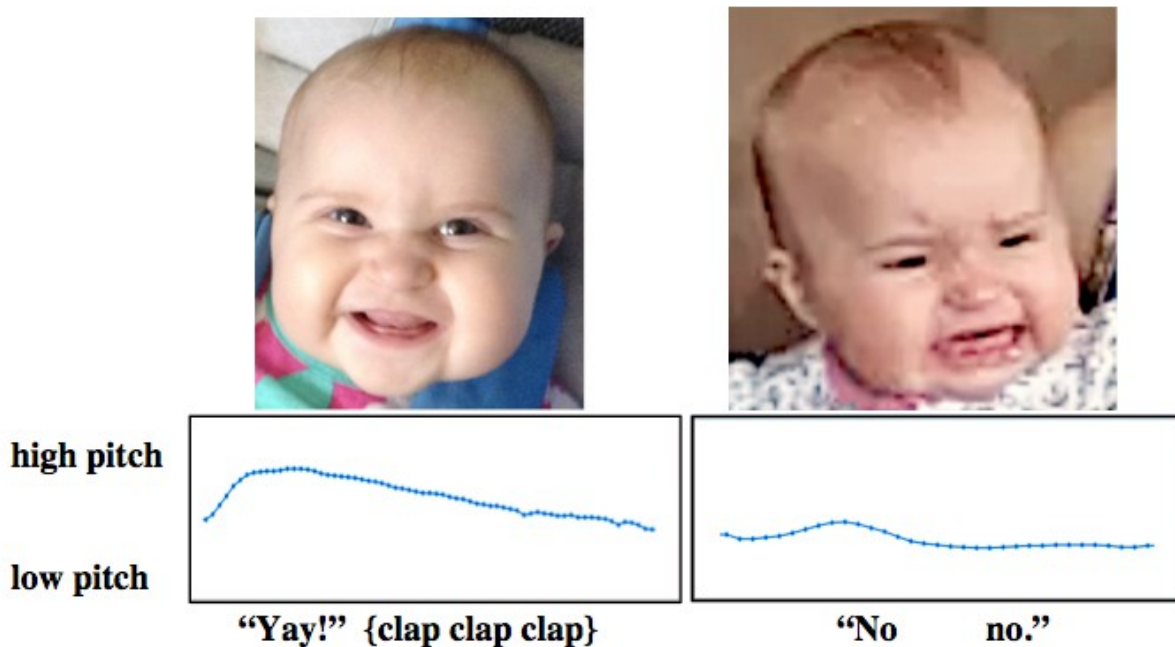 high pitch
low pitch
“Yay!” {clap clap clap}
“No no.”